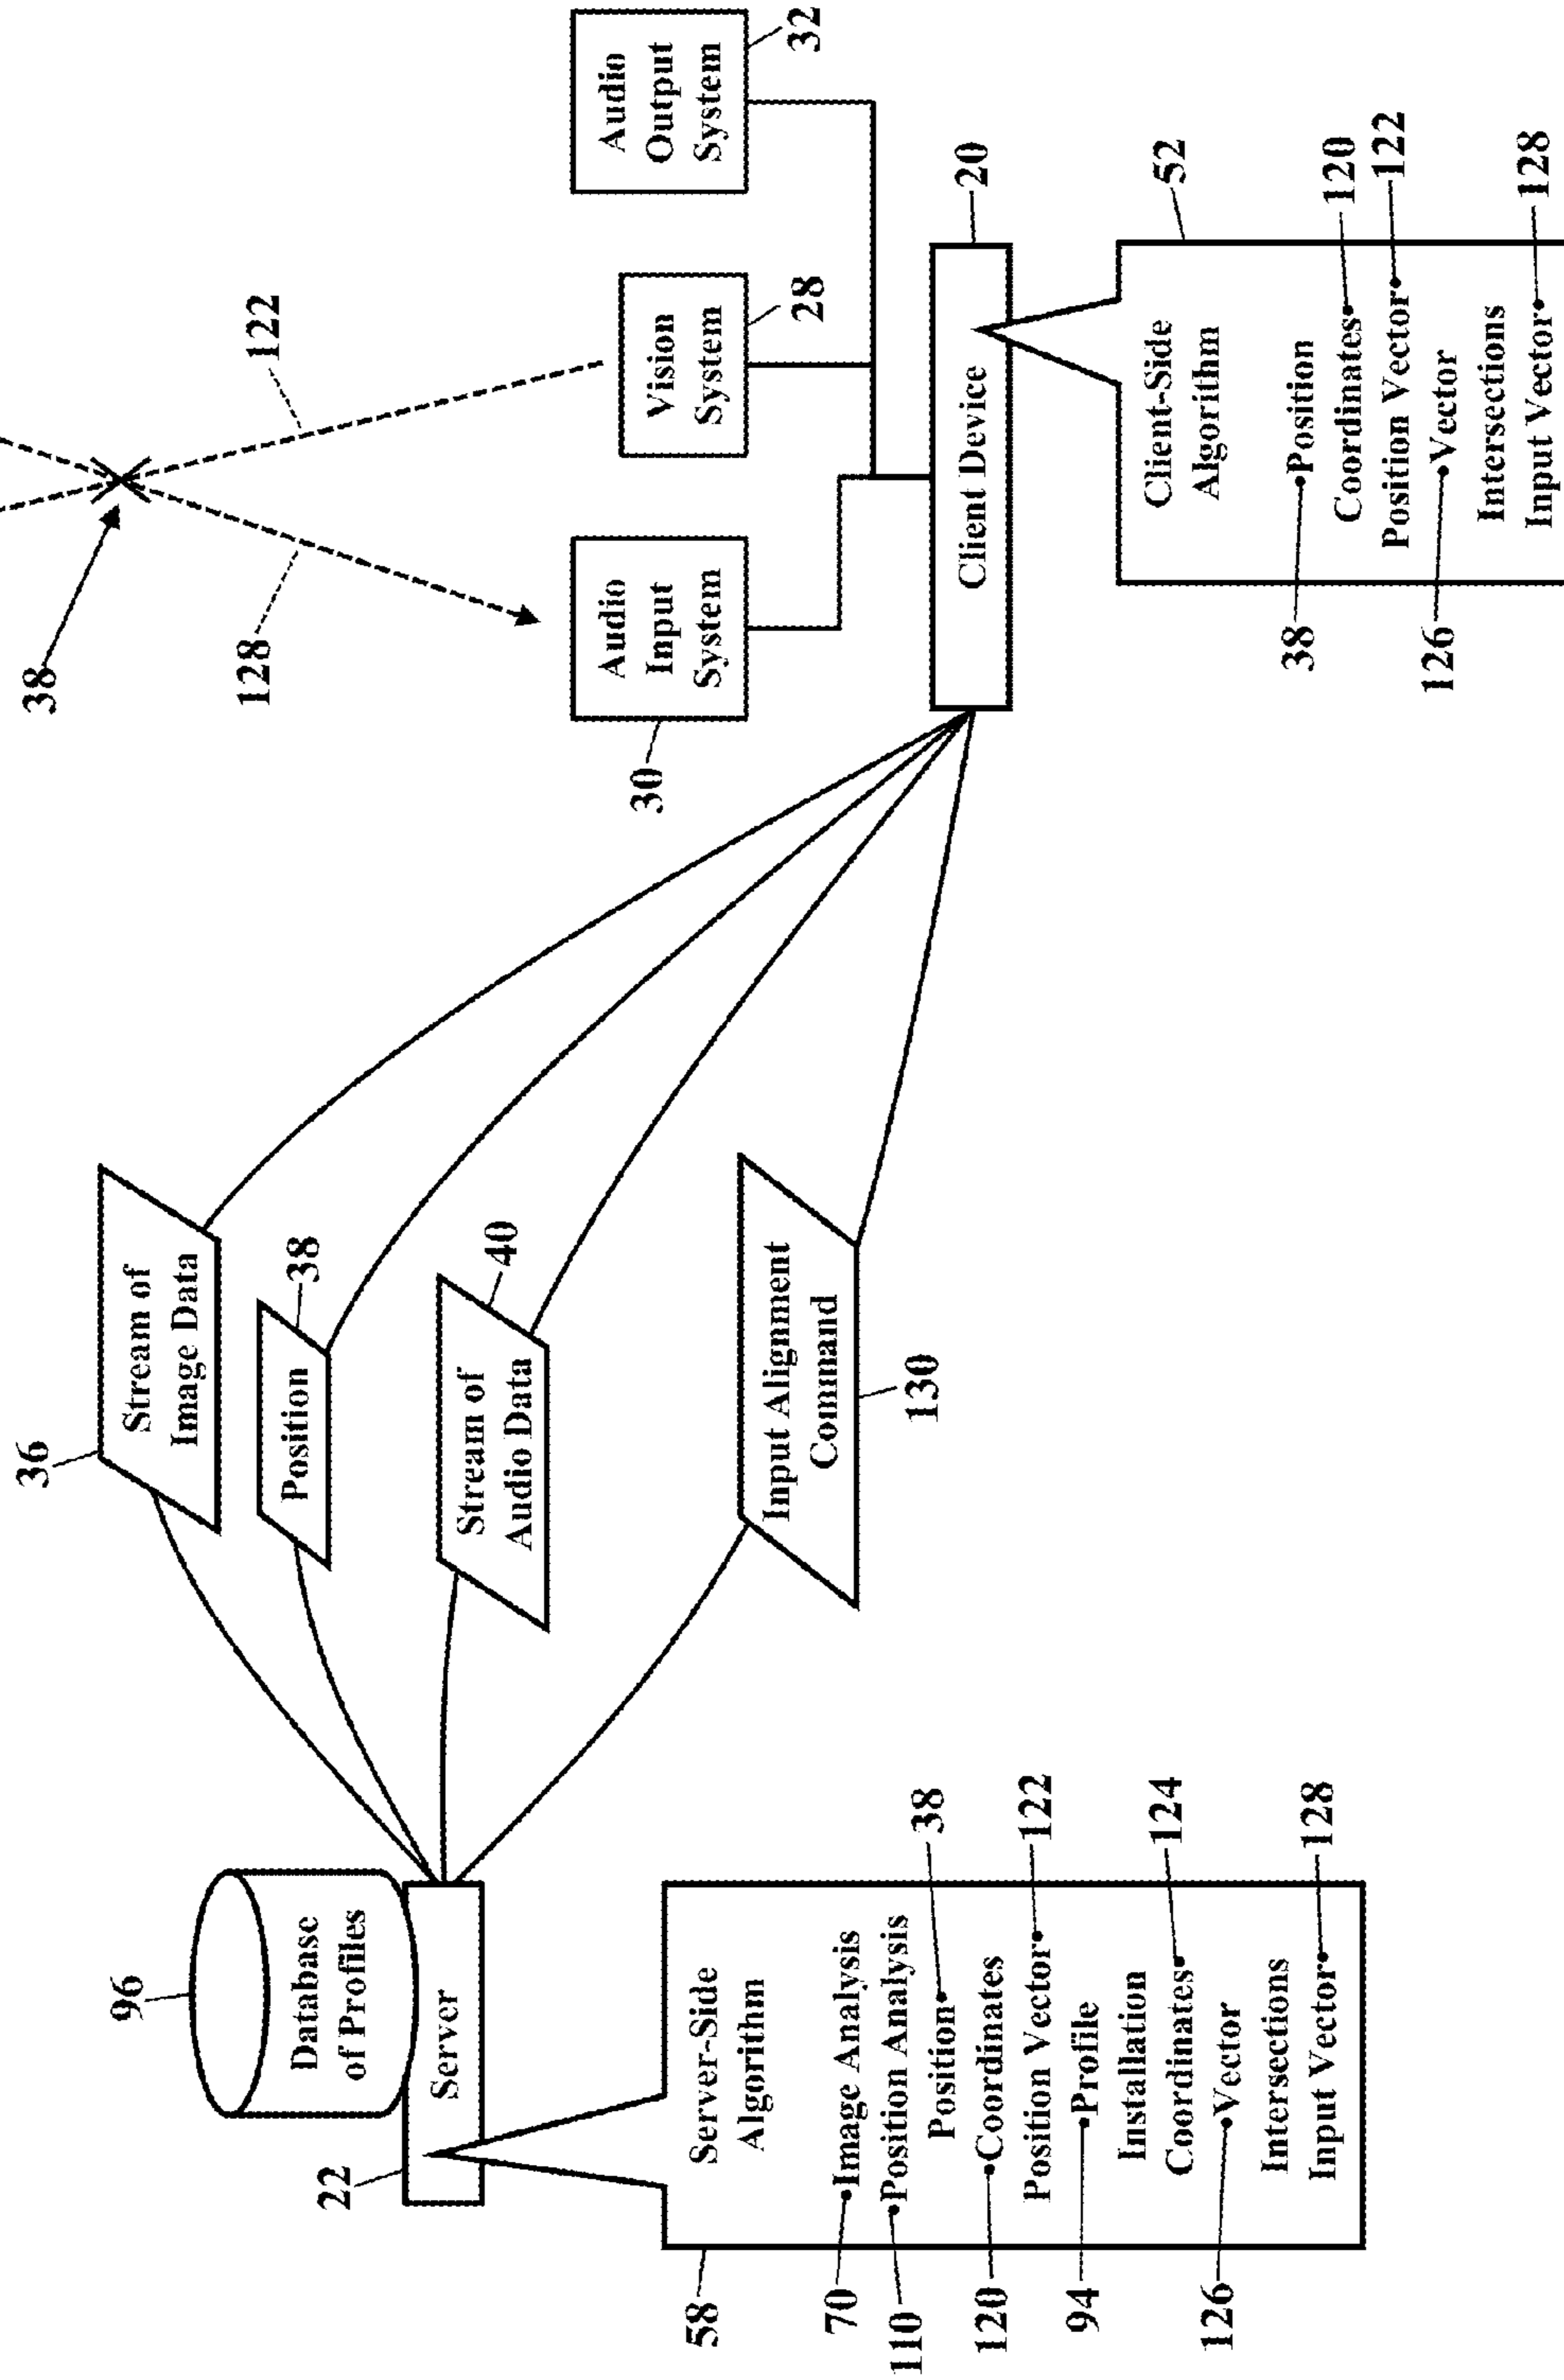 96
Database
of Profiles
22
Server
58
Server-Side
Algorithm
70
Image Analysis
110
Position Analysis
Position
38
120
Coordinates
Position Vector
122
94
Profile
Installation
Coordinates
124
126
Vector
Intersections
Input Vector
128
36
Stream of
Image Data
Position
38
Stream of
Audio Data
40
Input Alignment
Command
130
38
128
122
30
Audio
Input
System
Vision
System
28
Audio
Output
System
32
Client Device
20
Client-Side
Algorithm
52
38
Position
Coordinates
120
Position Vector
122
126
Vector
Intersections
Input Vector
128